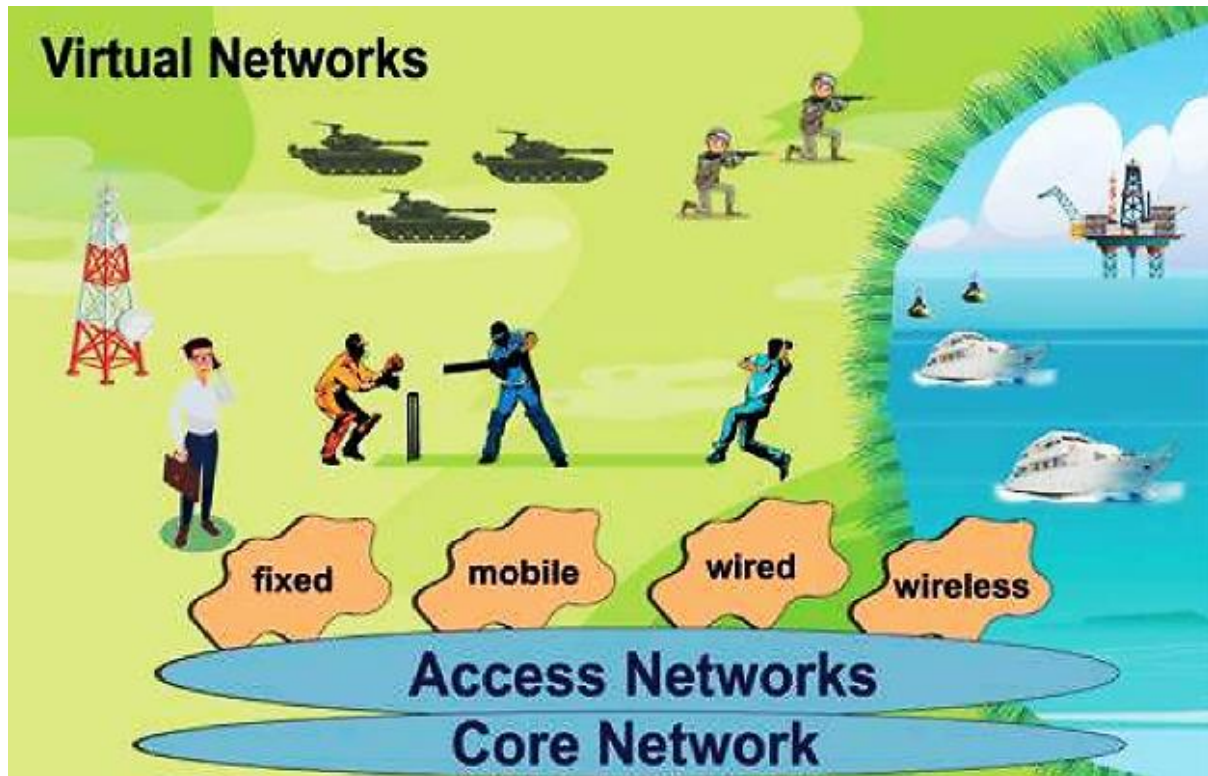 Virtual Networks
fixed
mobile
wired
wireless
Access Networks
Core Network